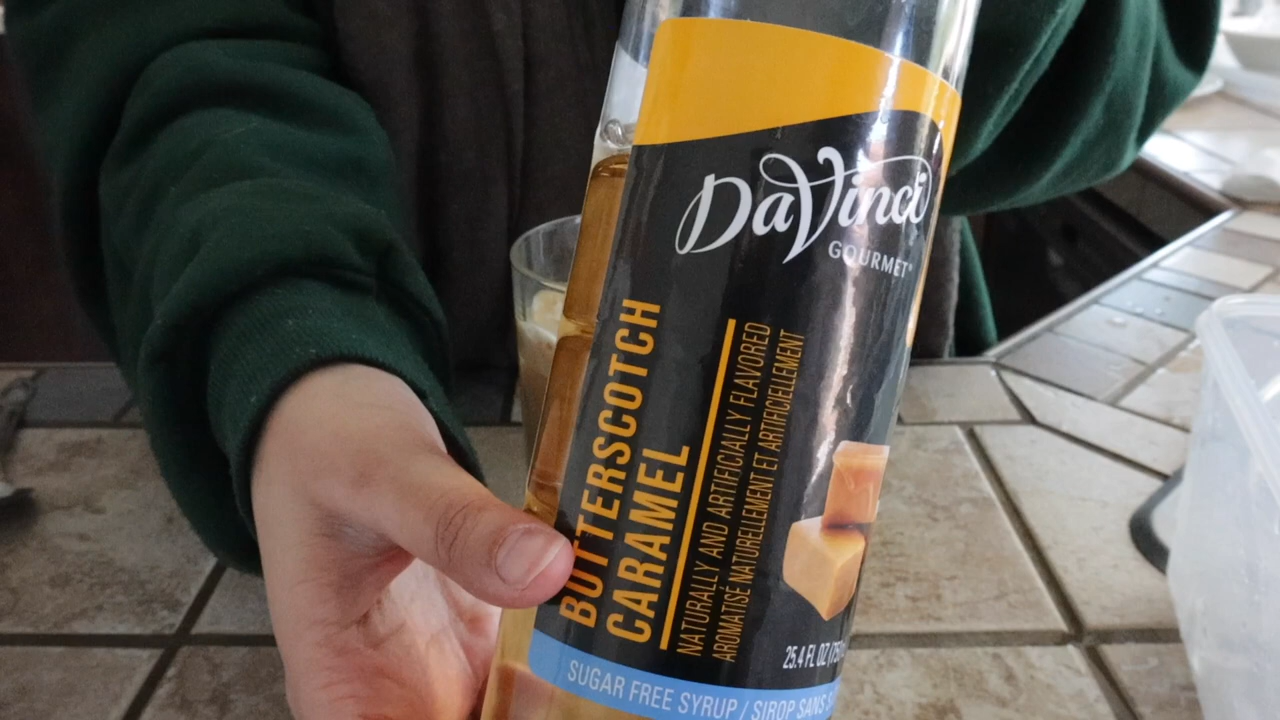 DaVinci
GOURMET®
BUTTERSCOTCH
CARAMEL
NATURALLY AND ARTIFICIALLY FLAVORED
AROMATISÉ NATURELLEMENT ET ARTIFICIELLEMENT
25.4 FL OZ
SUGAR FREE SYRUP / SIROP SANS